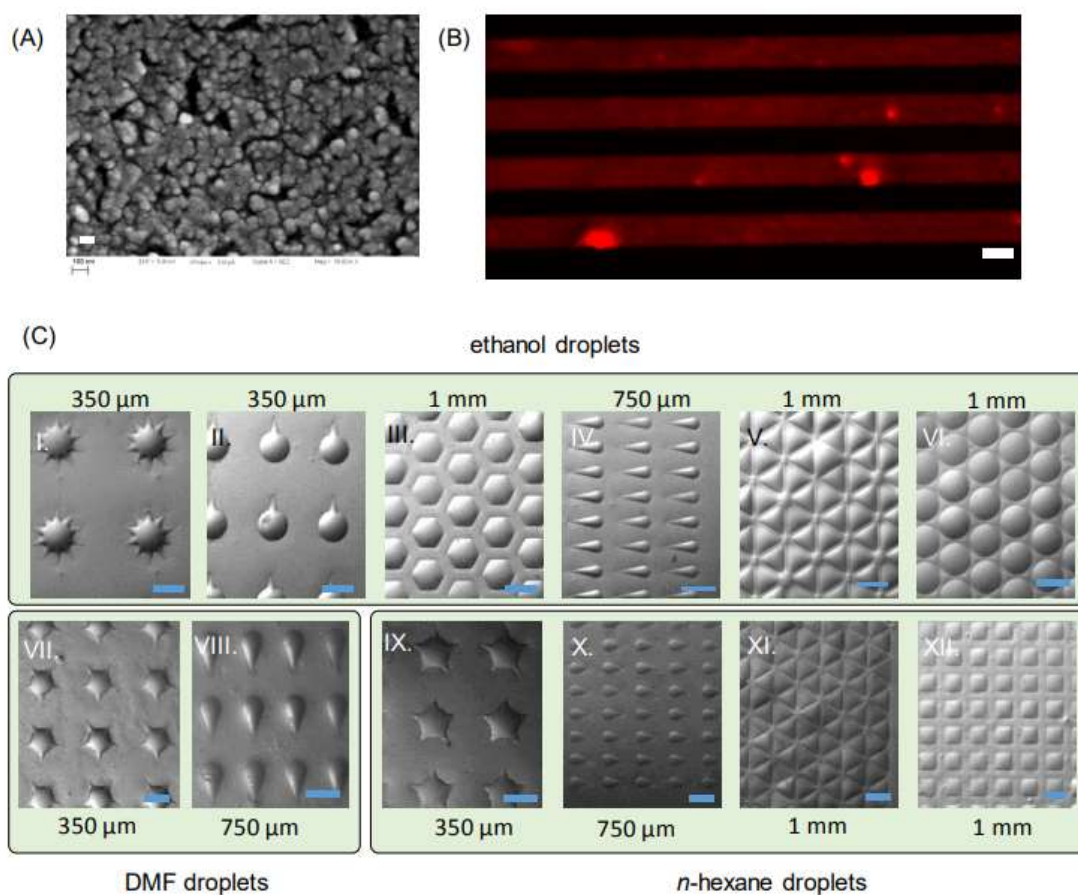 (A)
(B)
100 nm
(C)
ethanol droplets
350 µm 350 µm 1 mm 750 µm 1 mm 1 mm
I. II. III. IV. V. VI.
VII. VIII. IX. X. XI. XII.
350 µm 750 µm 350 µm 750 µm 1 mm 1 mm
DMF droplets n-hexane droplets